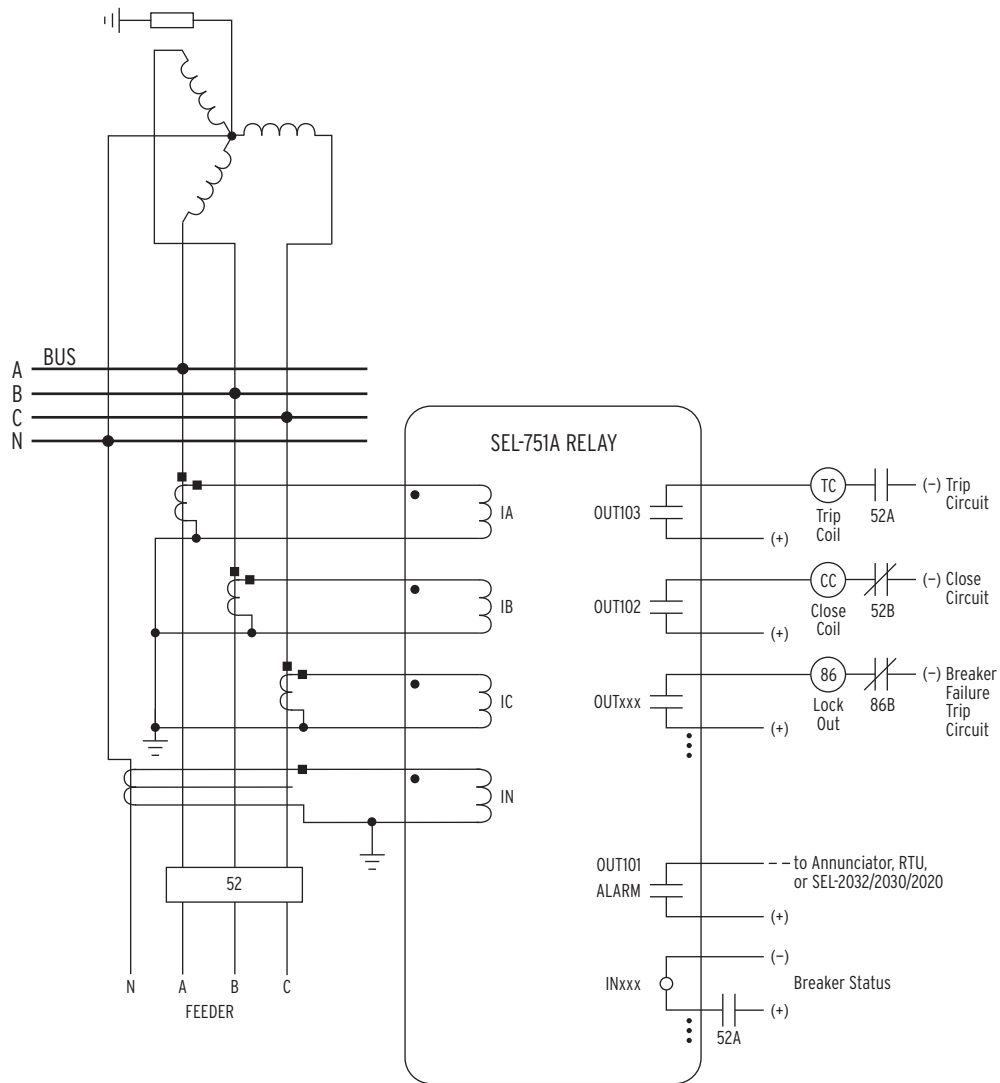 BUS
A
B
C
N
SEL-751A RELAY
IA
IB
IC
IN
OUT103
TC
Trip
Coil
52A
(–) Trip
Circuit
(+)
OUT102
CC
Close
Coil
52B
(–) Close
Circuit
(+)
OUTxxx
86
Lock
Out
86B
(–) Breaker
Failure
Trip
Circuit
(+)
OUT101
ALARM
to Annunciator, RTU,
or SEL-2032/2030/2020
(+)
INxxx
(–)
Breaker Status
(+)
52A
52
N A B C
FEEDER